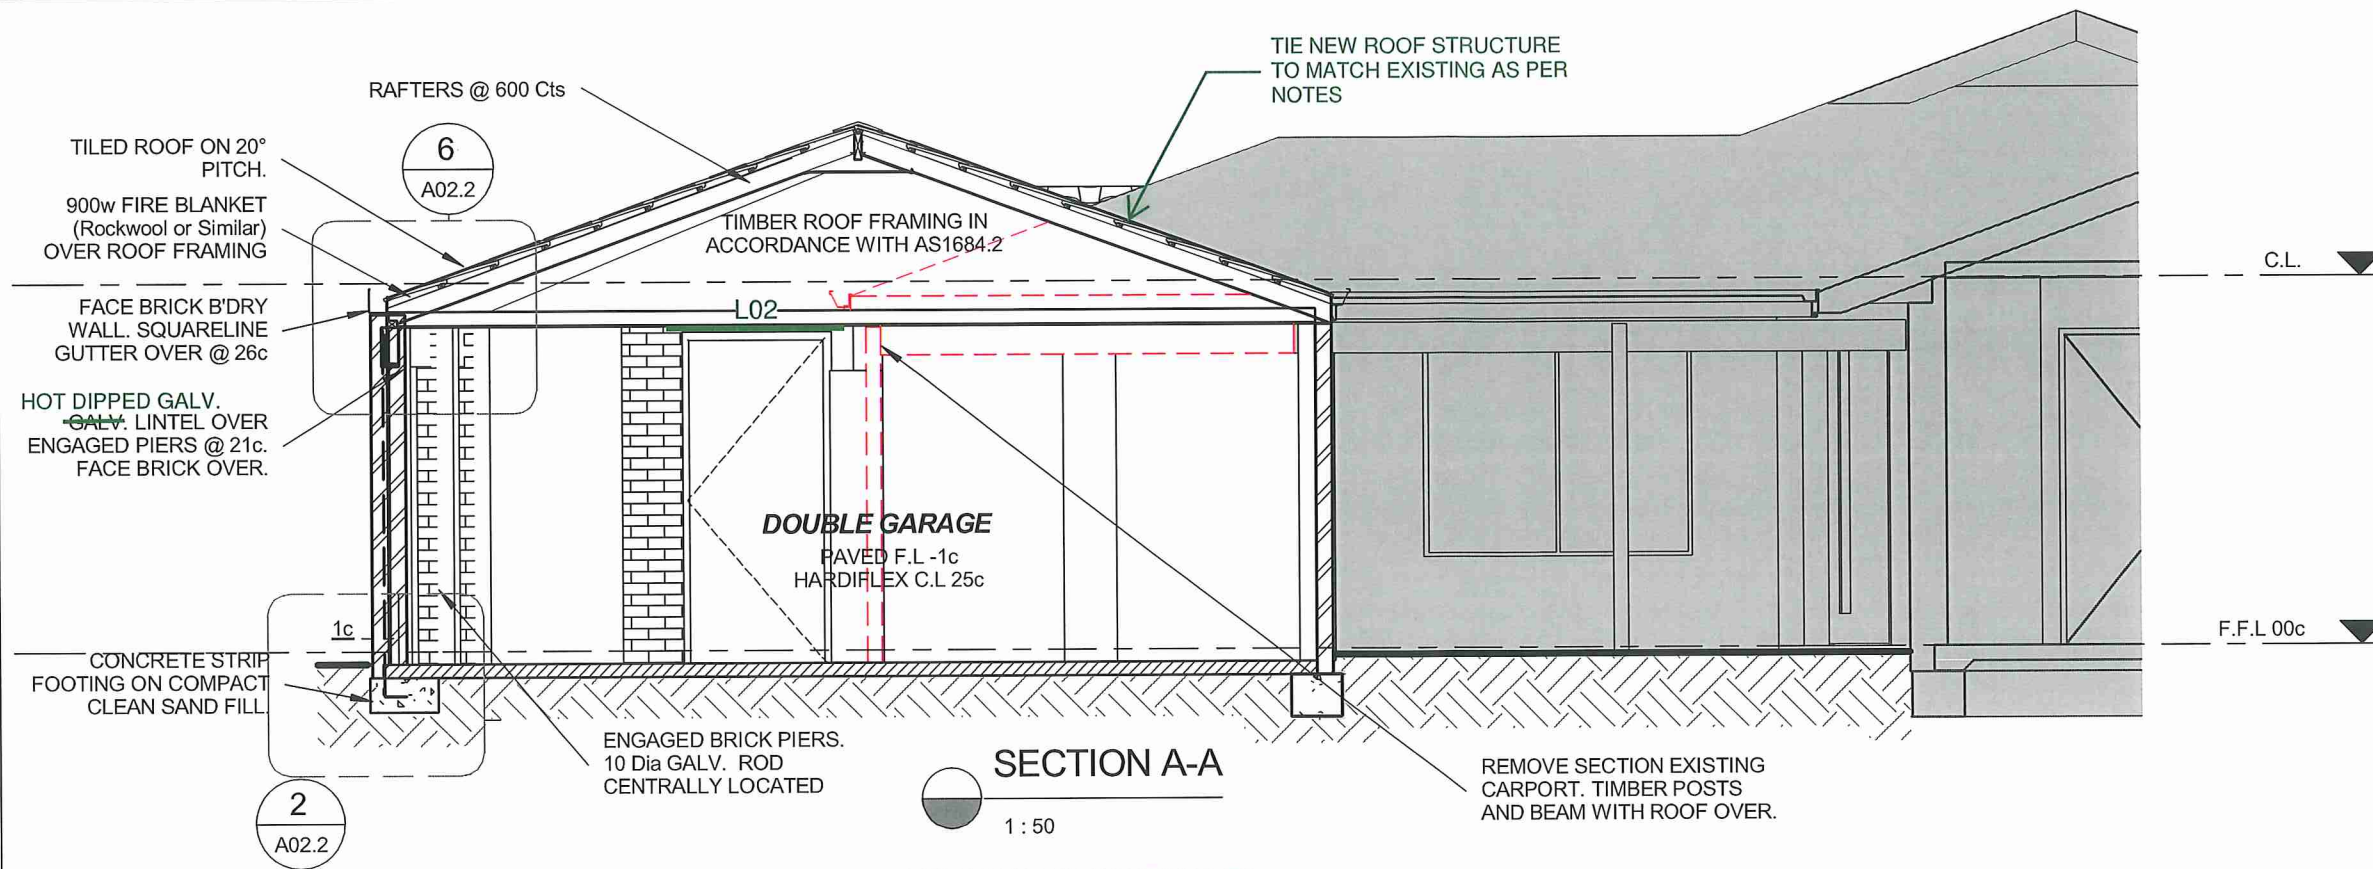 TIE NEW ROOF STRUCTURE
TO MATCH EXISTING AS PER
NOTES
RAFTERS @ 600 Cts
6
A02.2
TILED ROOF ON 20°
PITCH.
900w FIRE BLANKET
(Rockwool or Similar)
OVER ROOF FRAMING
TIMBER ROOF FRAMING IN
ACCORDANCE WITH AS1684.2
C.L.
FACE BRICK B'DRY
WALL. SQUARELINE
GUTTER OVER @ 26c
L02
HOT DIPPED GALV.
GALV. LINTEL OVER
ENGAGED PIERS @ 21c.
FACE BRICK OVER.
DOUBLE GARAGE
PAVED F.L -1c
HARDIFLEX C.L 25c
1c
F.F.L 00c
CONCRETE STRIP
FOOTING ON COMPACT
CLEAN SAND FILL.
ENGAGED BRICK PIERS.
10 Dia GALV. ROD
CENTRALLY LOCATED
SECTION A-A
1 : 50
REMOVE SECTION EXISTING
CARPORT. TIMBER POSTS
AND BEAM WITH ROOF OVER.
2
A02.2